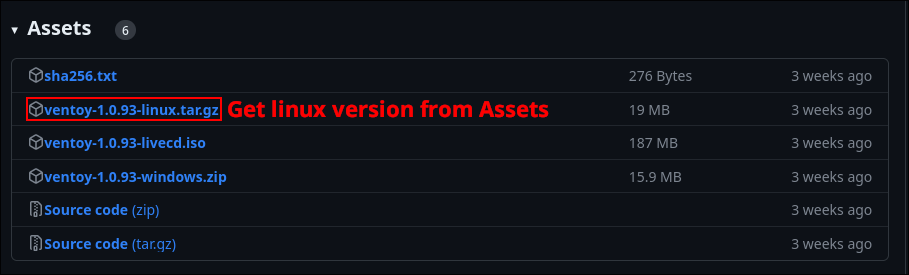 Assets 6
sha256.txt 276 Bytes 3 weeks ago
ventoy-1.0.93-linux.tar.gz Get linux version from Assets 19 MB 3 weeks ago
ventoy-1.0.93-livecd.iso 187 MB 3 weeks ago
ventoy-1.0.93-windows.zip 15.9 MB 3 weeks ago
Source code (zip) 3 weeks ago
Source code (tar.gz) 3 weeks ago